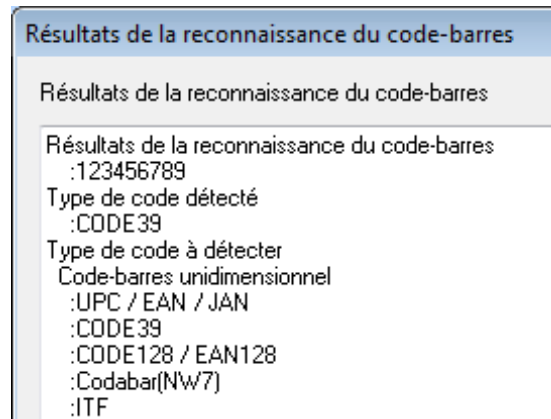 Résultats de la reconnaissance du code-barres
Résultats de la reconnaissance du code-barres
Résultats de la reconnaissance du code-barres
:123456789
Type de code détecté
:CODE39
Type de code à détecter
Code-barres unidimensionnel
:UPC / EAN / JAN
:CODE39
:CODE128 / EAN128
:Codabar(NW7)
:ITF